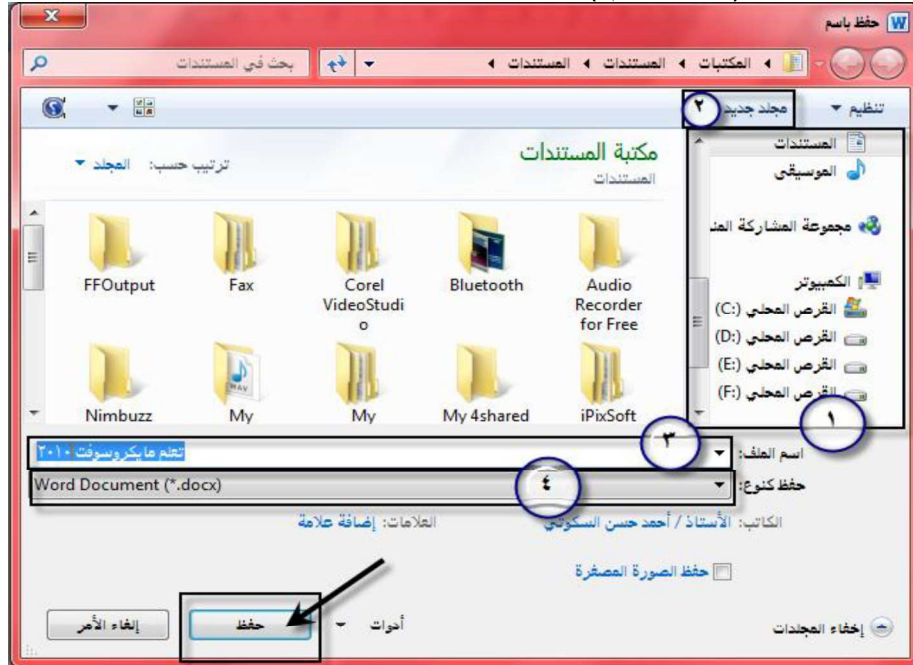 حفظ باسم
المكتبات ◂ المستندات ◂ المستندات ◂
بحث في المستندات
تنظيم
مجلد جديد
٢
المستندات
الموسيقى
مجموعة المشاركة المنـ
الكمبيوتر
القرص المحلي (C:)
القرص المحلي (D:)
القرص المحلي (E:)
القرص المحلي (F:)
١
مكتبة المستندات
المستندات
ترتيب حسب: المجلد
Audio Recorder for Free
Bluetooth
Corel VideoStudio
Fax
FFOutput
iPixSoft
My 4shared
My
My
Nimbuzz
اسم الملف:
٣
تعلم مايكروسوفت ٢٠١٠
حفظ كنوع:
٤
Word Document (*.docx)
الكاتب: الأستاذ / أحمد حسن السكوتي
العلامات: إضافة علامة
حفظ الصورة المصغرة
إخفاء المجلدات
أدوات
حفظ
إلغاء الأمر